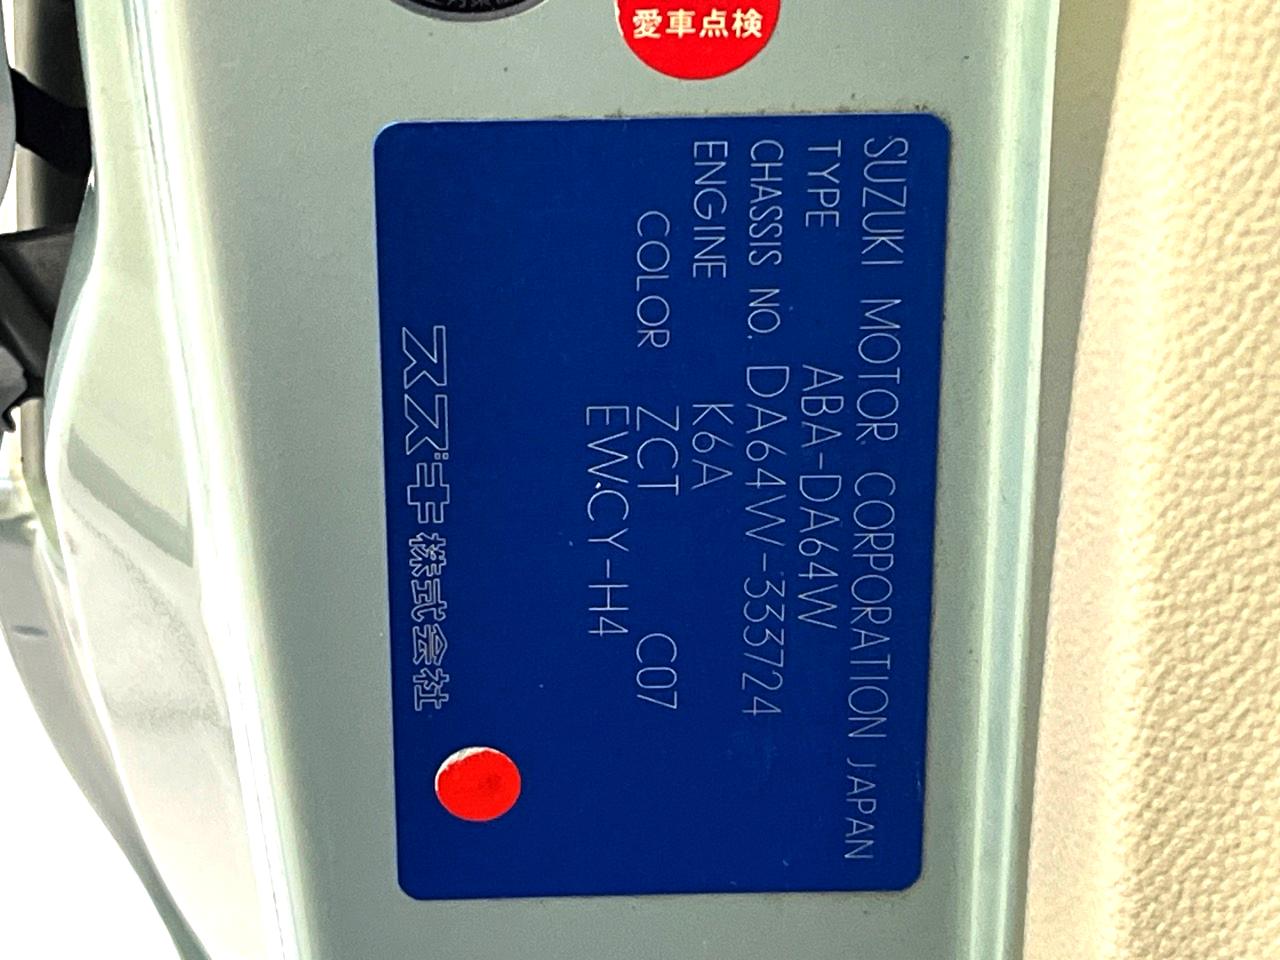 愛車点検
SUZUKI MOTOR CORPORATION JAPAN
TYPE ABA-DA64W
CHASSIS NO. DA64W-333724
ENGINE K6A
COLOR ZCT C07
EW.CY-H4
スズキ株式会社